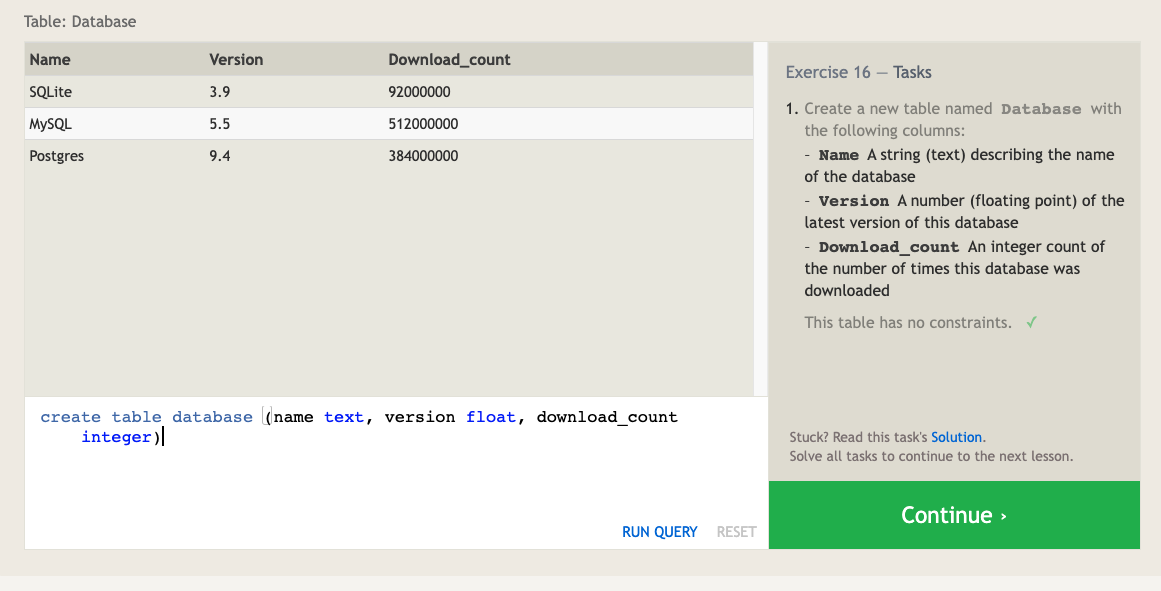 Table: Database
Name Version Download_count
SQLite 3.9 92000000
MySQL 5.5 512000000
Postgres 9.4 384000000
create table database (name text, version float, download_count
integer)
RUN QUERY RESET
Exercise 16 — Tasks
1. Create a new table named Database with
the following columns:
- Name A string (text) describing the name
of the database
- Version A number (floating point) of the
latest version of this database
- Download_count An integer count of
the number of times this database was
downloaded
This table has no constraints. ✓
Stuck? Read this task's Solution.
Solve all tasks to continue to the next lesson.
Continue ›